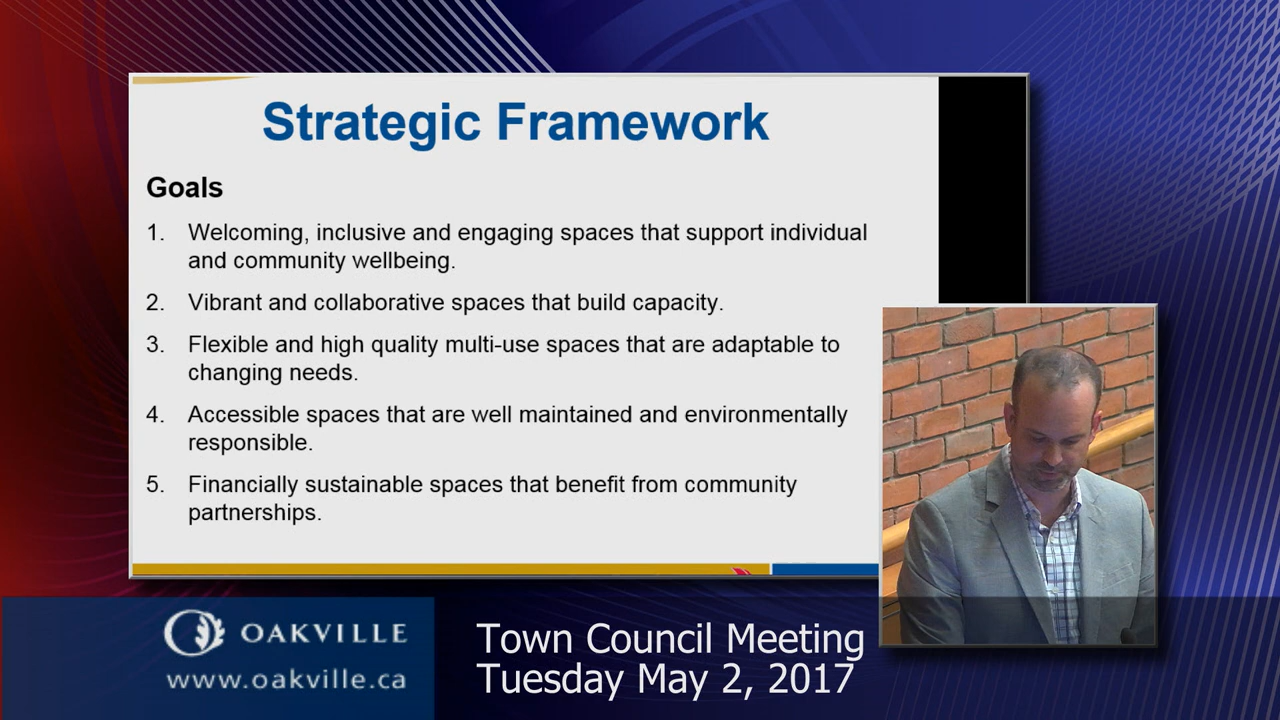 Strategic Framework
Goals
1. Welcoming, inclusive and engaging spaces that support individual
and community wellbeing.
2. Vibrant and collaborative spaces that build capacity.
3. Flexible and high quality multi-use spaces that are adaptable to
changing needs.
4. Accessible spaces that are well maintained and environmentally
responsible.
5. Financially sustainable spaces that benefit from community
partnerships.
OAKVILLE
www.oakville.ca
Town Council Meeting
Tuesday May 2, 2017